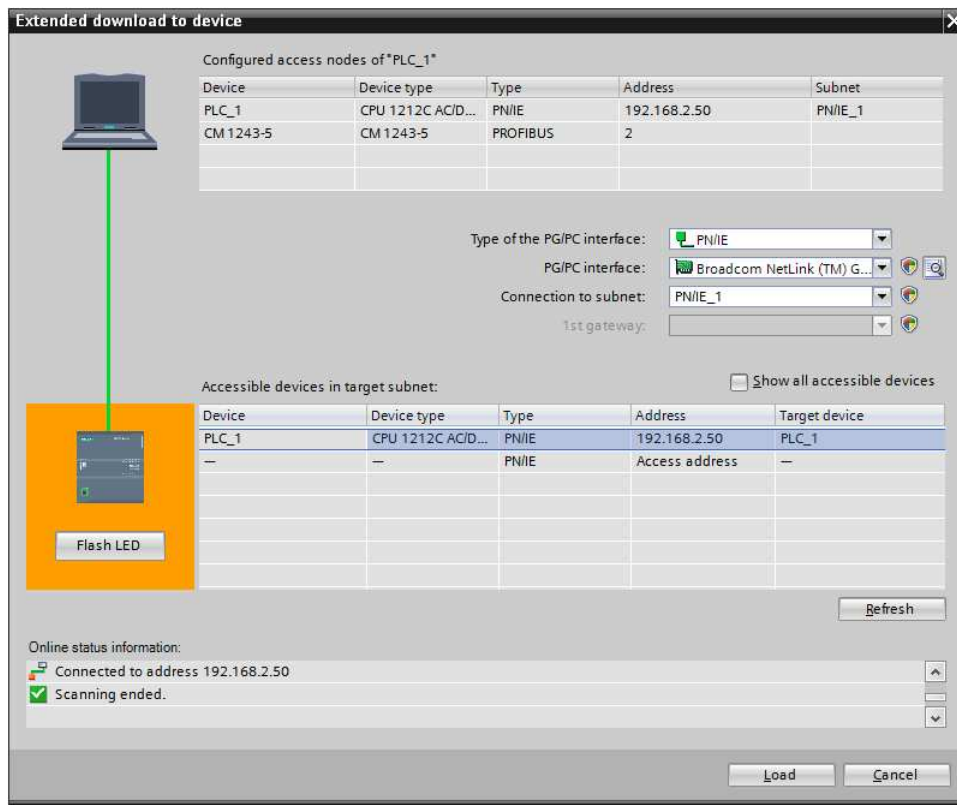 Extended download to device
Configured access nodes of "PLC_1"
Device Device type Type Address Subnet
PLC_1 CPU 1212C AC/D... PN/IE 192.168.2.50 PN/IE_1
CM 1243-5 CM 1243-5 PROFIBUS 2
Type of the PG/PC interface: PN/IE
PG/PC interface: Broadcom NetLink (TM) G...
Connection to subnet: PN/IE_1
1st gateway:
Accessible devices in target subnet: Show all accessible devices
Device Device type Type Address Target device
PLC_1 CPU 1212C AC/D... PN/IE 192.168.2.50 PLC_1
— — PN/IE Access address —
Flash LED
Refresh
Online status information:
Connected to address 192.168.2.50
Scanning ended.
Load Cancel